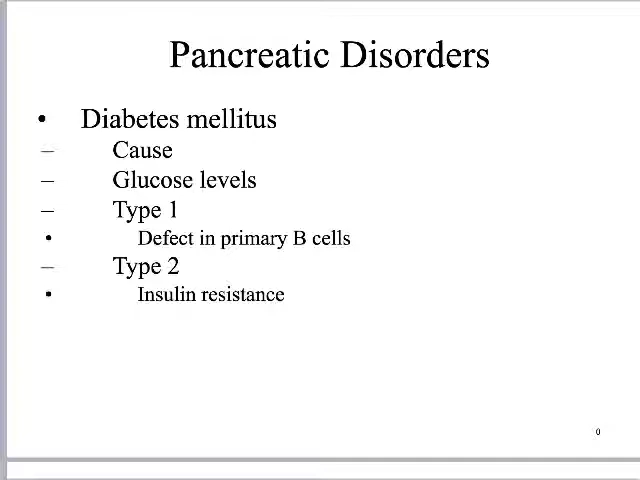 Pancreatic Disorders
• Diabetes mellitus
– Cause
– Glucose levels
– Type 1
• Defect in primary B cells
– Type 2
• Insulin resistance
0